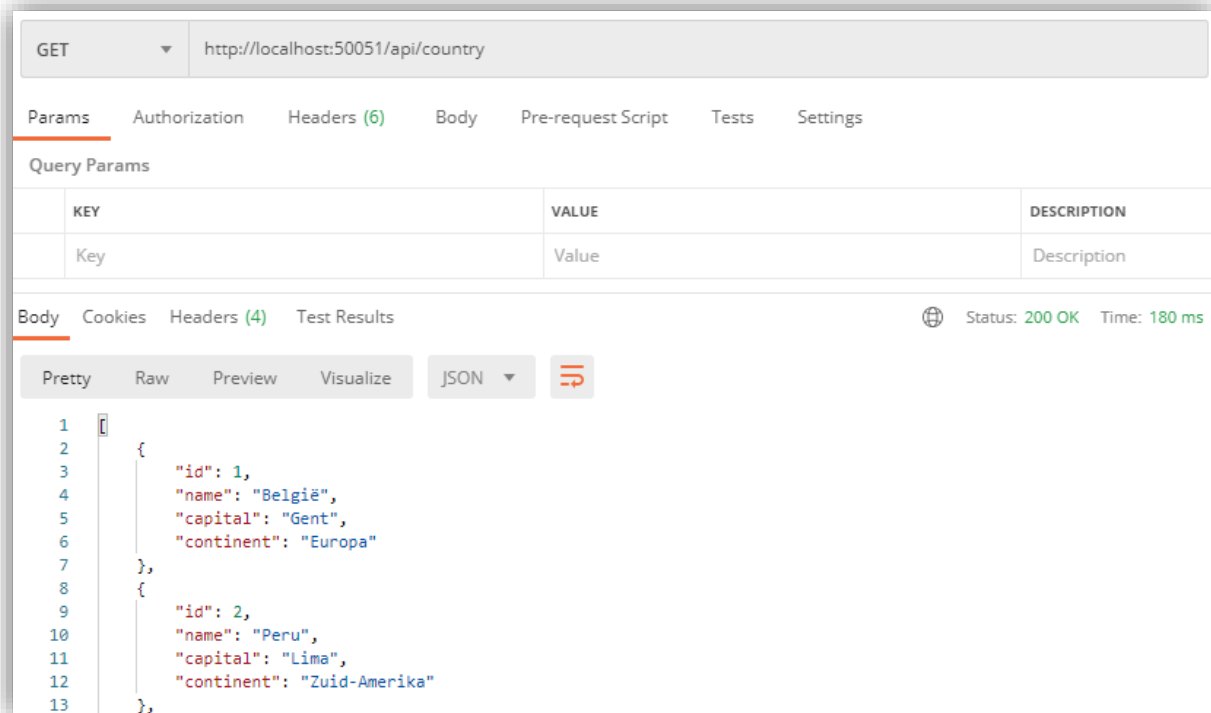 GET http://localhost:50051/api/country
Params Authorization Headers (6) Body Pre-request Script Tests Settings
Query Params
KEY VALUE DESCRIPTION
Key Value Description
Body Cookies Headers (4) Test Results Status: 200 OK Time: 180 ms
Pretty Raw Preview Visualize JSON
1 [
2 {
3 "id": 1,
4 "name": "België",
5 "capital": "Gent",
6 "continent": "Europa"
7 },
8 {
9 "id": 2,
10 "name": "Peru",
11 "capital": "Lima",
12 "continent": "Zuid-Amerika"
13 },